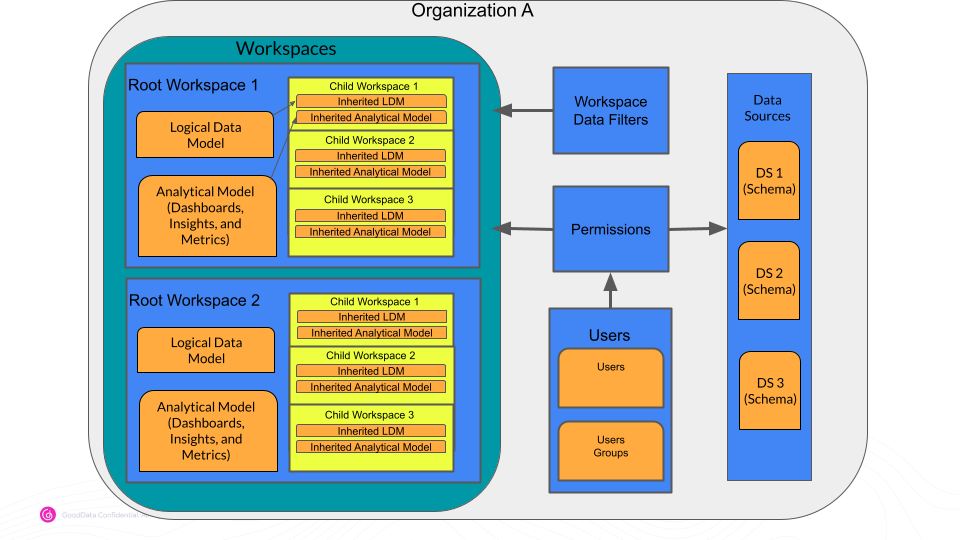 Organization A
Workspaces
Root Workspace 1
Logical Data
Model
Analytical Model
(Dashboards,
Insights, and
Metrics)
Child Workspace 1
Inherited LDM
Inherited Analytical Model
Child Workspace 2
Inherited LDM
Inherited Analytical Model
Child Workspace 3
Inherited LDM
Inherited Analytical Model
Root Workspace 2
Logical Data
Model
Analytical Model
(Dashboards,
Insights, and
Metrics)
Child Workspace 1
Inherited LDM
Inherited Analytical Model
Child Workspace 2
Inherited LDM
Inherited Analytical Model
Child Workspace 3
Inherited LDM
Inherited Analytical Model
Workspace
Data Filters
Permissions
Users
Users
Users
Groups
Data
Sources
DS 1
(Schema)
DS 2
(Schema)
DS 3
(Schema)
GoodData Confidential